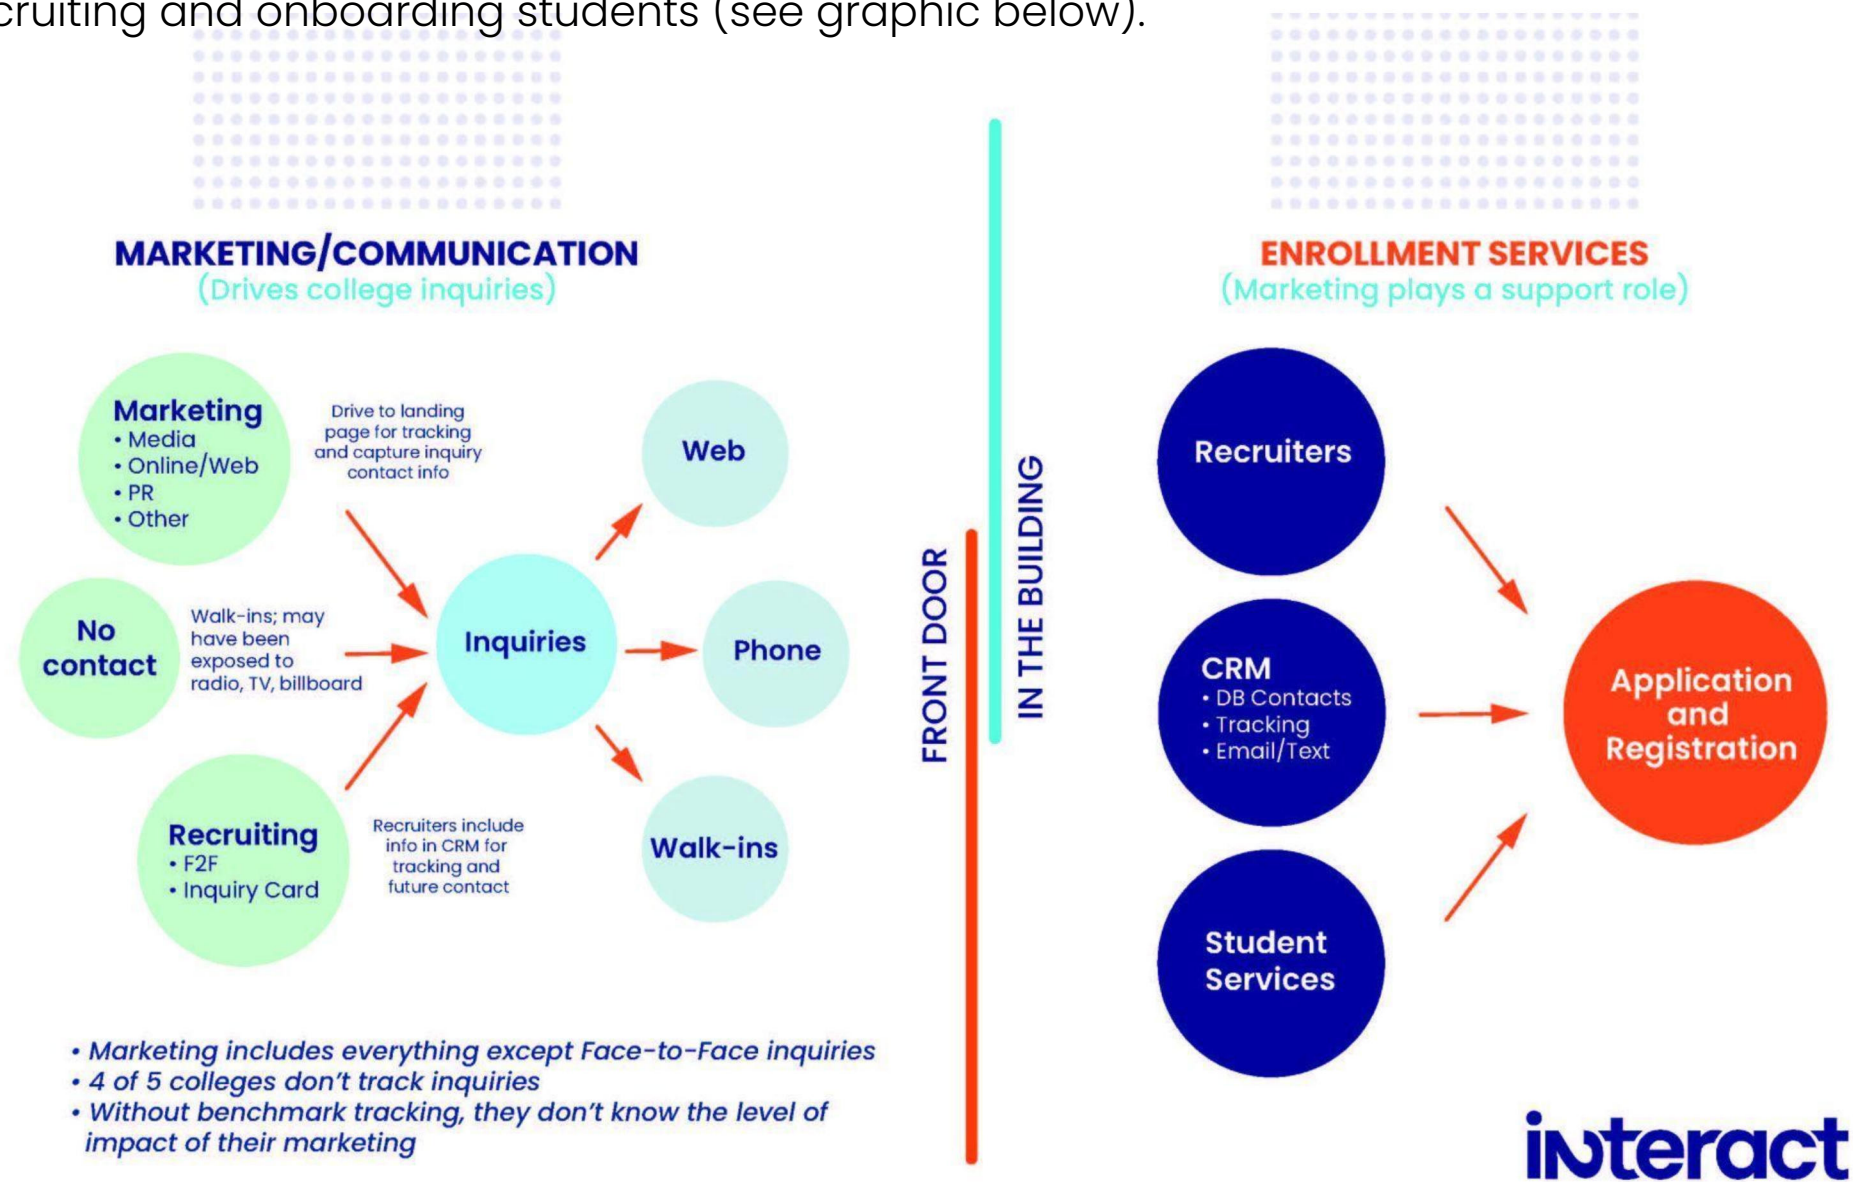 cruiting and onboarding students (see graphic below).
MARKETING/COMMUNICATION
(Drives college inquiries)
Marketing
• Media
• Online/Web
• PR
• Other
Drive to landing
page for tracking
and capture inquiry
contact info
No
contact
Walk-ins; may
have been
exposed to
radio, TV, billboard
Recruiting
• F2F
• Inquiry Card
Recruiters include
info in CRM for
tracking and
future contact
Inquiries
Web
Phone
Walk-ins
• Marketing includes everything except Face-to-Face inquiries
• 4 of 5 colleges don't track inquiries
• Without benchmark tracking, they don't know the level of
impact of their marketing
FRONT DOOR
IN THE BUILDING
ENROLLMENT SERVICES
(Marketing plays a support role)
Recruiters
CRM
• DB Contacts
• Tracking
• Email/Text
Student
Services
Application
and
Registration
interact